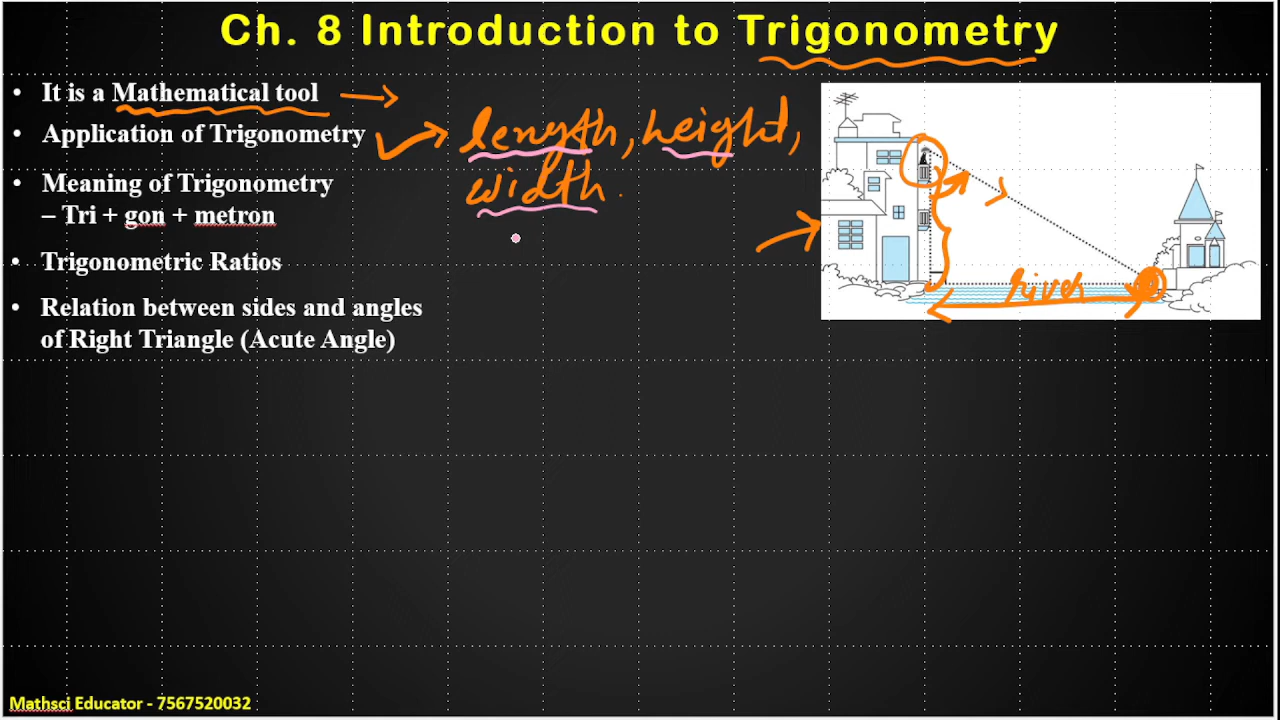 Ch. 8 Introduction to Trigonometry
• It is a Mathematical tool
• Application of Trigonometry
length, height,
width.
• Meaning of Trigonometry
– Tri + gon + metron
• Trigonometric Ratios
• Relation between sides and angles
of Right Triangle (Acute Angle)
river
Mathsci Educator - 7567520032